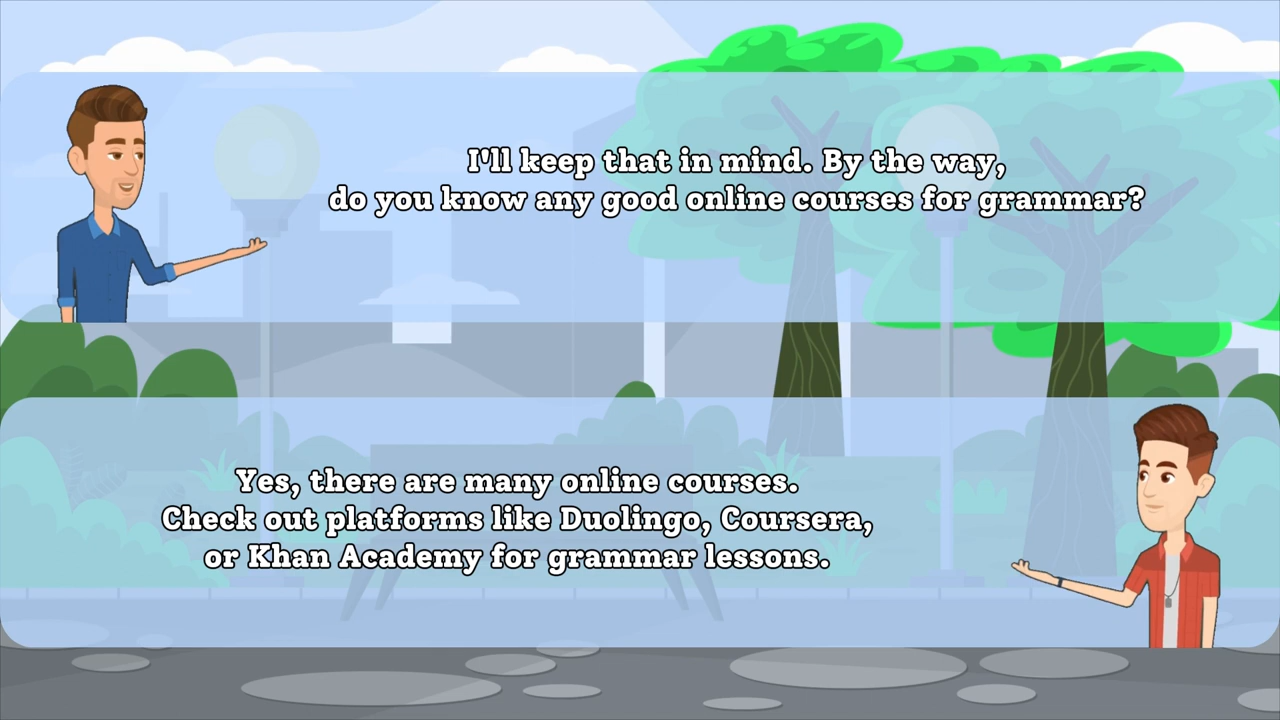 I'll keep that in mind. By the way,
do you know any good online courses for grammar?
Yes, there are many online courses.
Check out platforms like Duolingo, Coursera,
or Khan Academy for grammar lessons.